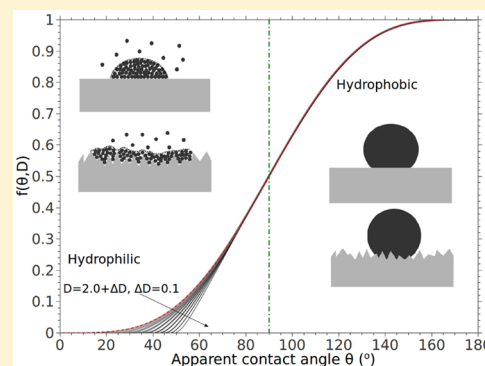 f(θ,D)
1
0.9
0.8
0.7
0.6
0.5
0.4
0.3
0.2
0.1
0
Hydrophobic
Hydrophilic
D=2.0+ΔD, ΔD=0.1
0 20 40 60 80 100 120 140 160 180
Apparent contact angle θ (°)